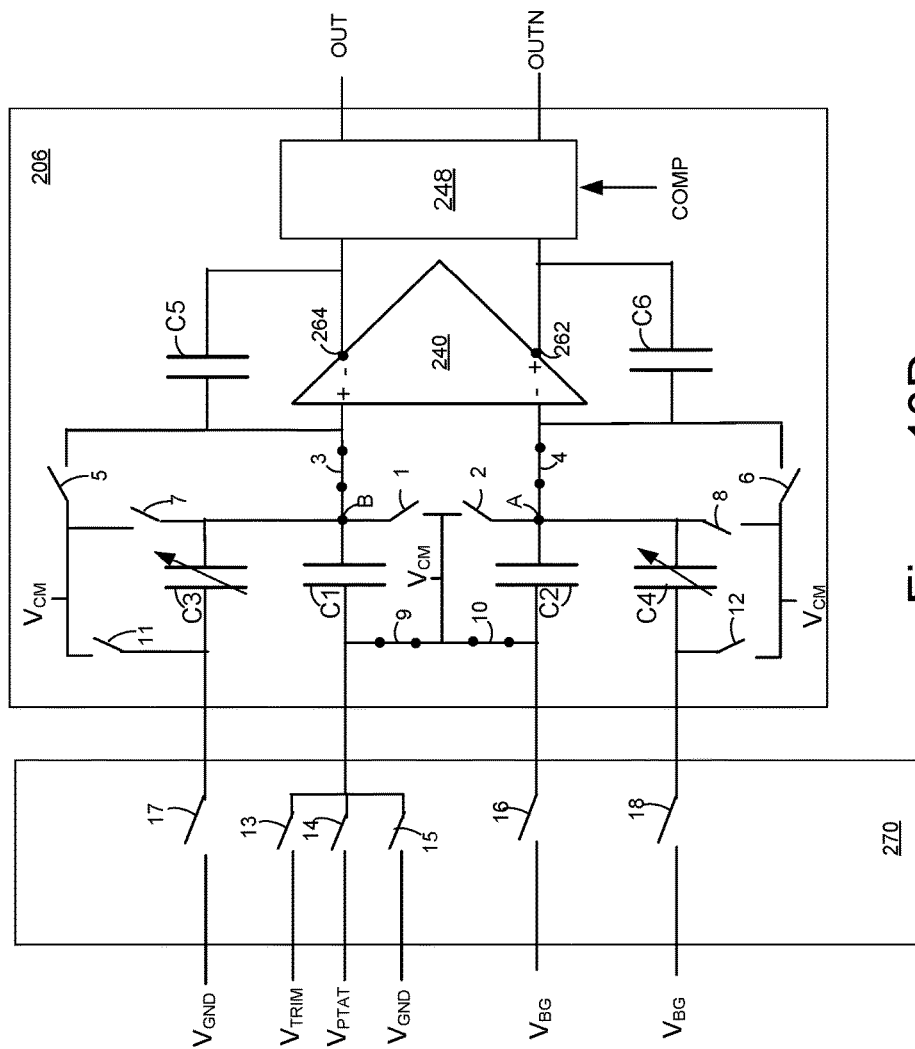 206
OUT
OUTN
248
COMP
C5
C6
264
262
240
+ -
- +
5
7
3
B
1
2
A
4
8
6
VCM
11
C3
C1
VCM
9
10
C2
C4
12
VCM
17
13
14
15
16
18
270
VGND
VTRIM
VPTAT
VGND
VBG
VBG